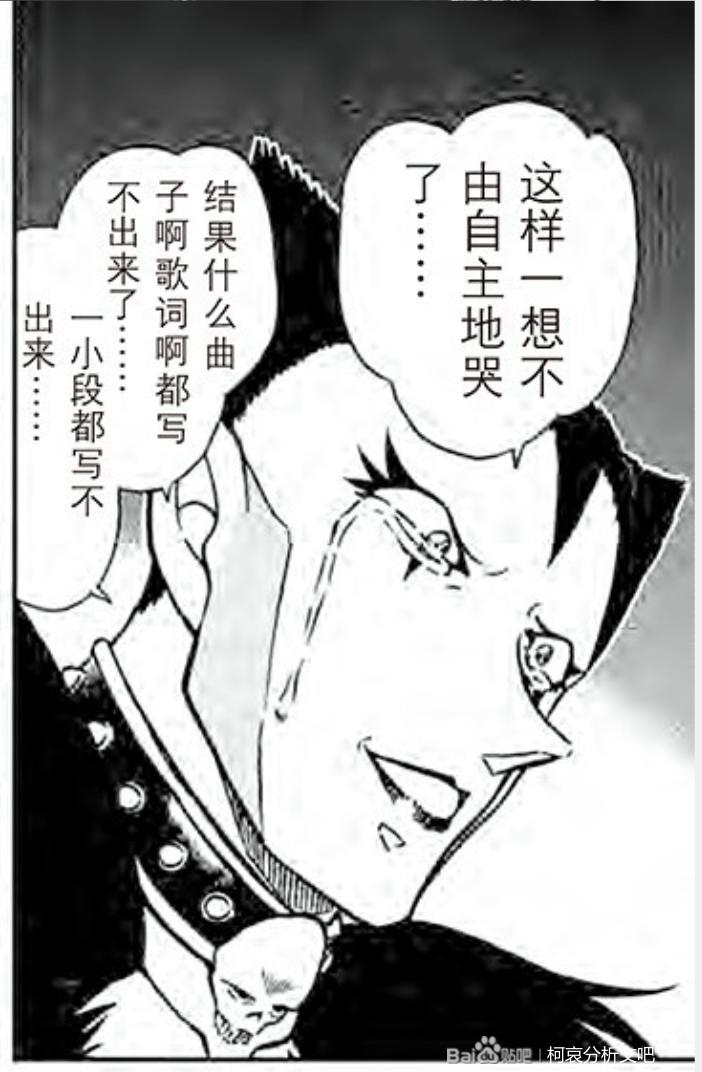 这样一想不
由自主地哭
了……
结果什么曲
子啊歌词啊都写
不出来了……
一小段都写不
出来……
Bai贴吧 | 柯哀分析文吧